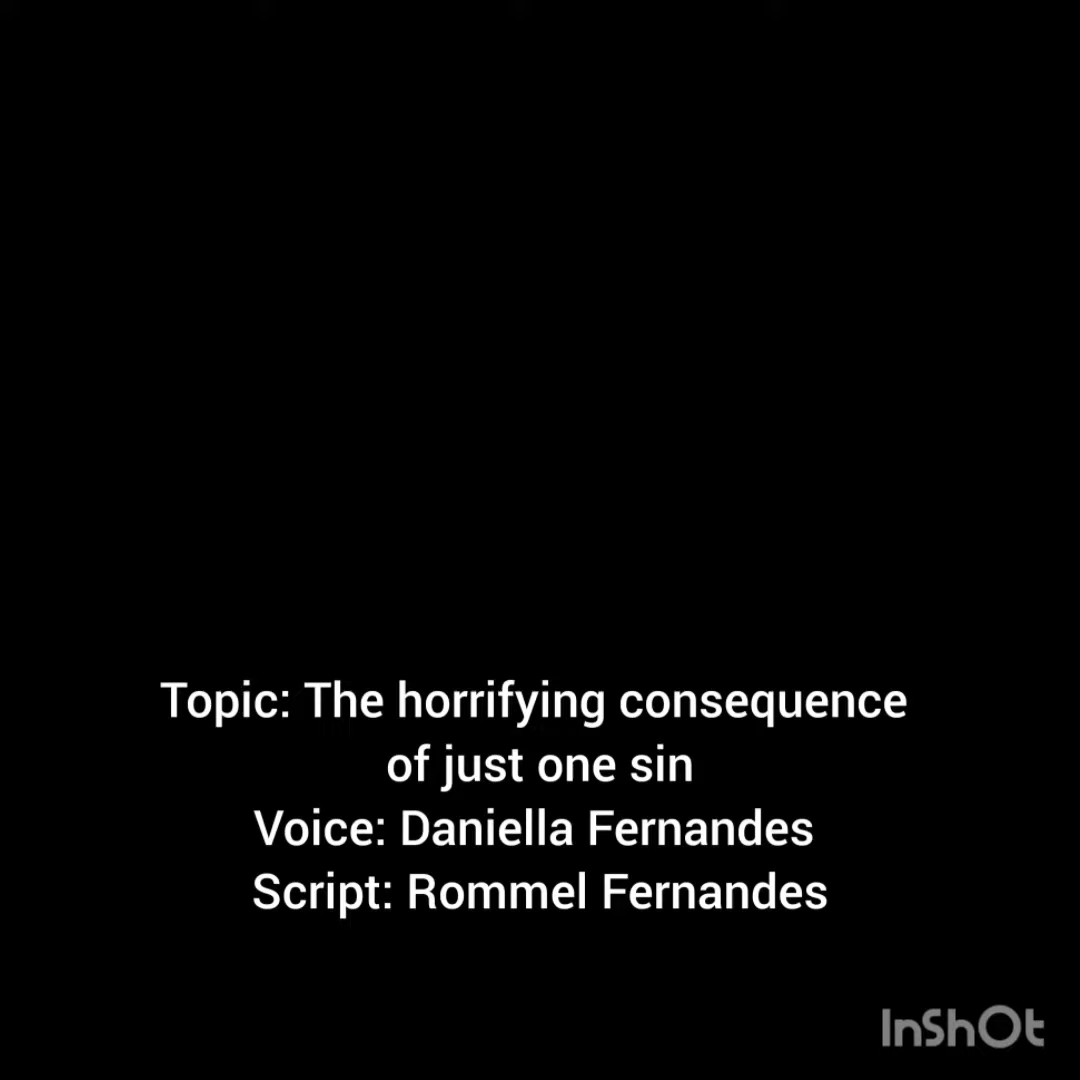 Topic: The horrifying consequence
of just one sin
Voice: Daniella Fernandes
Script: Rommel Fernandes
InShOt